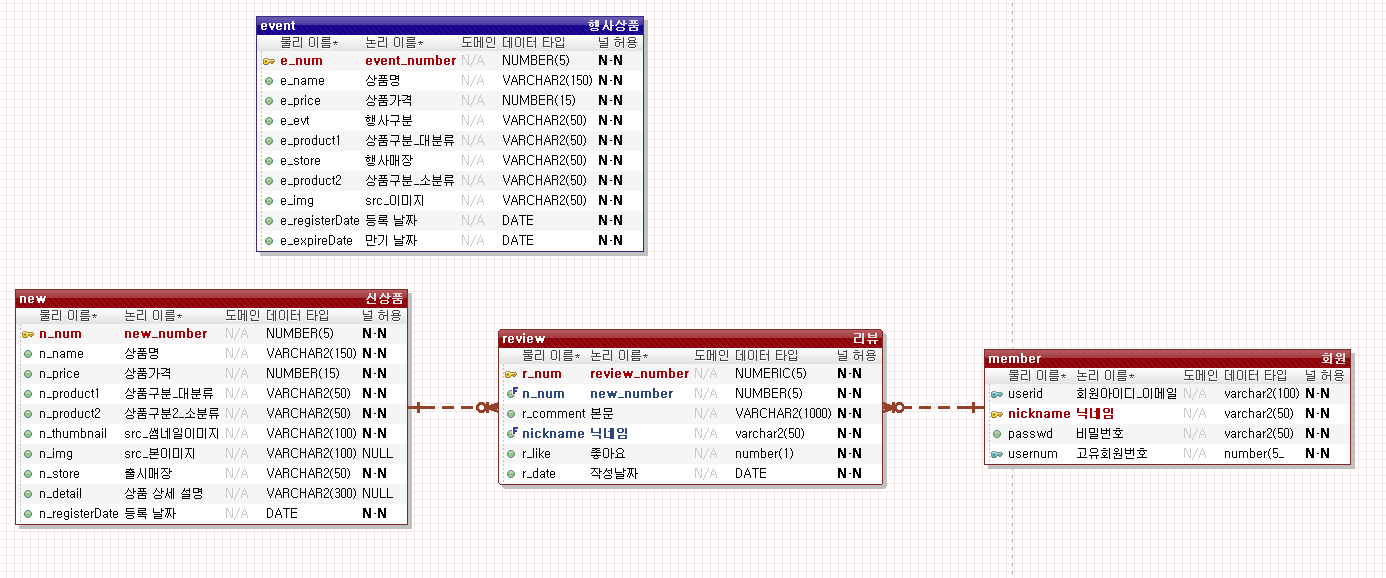 event 행사상품
물리 이름* 논리 이름* 도메인 데이터 타입 널 허용
e_num event_number N/A NUMBER(5) N-N
e_name 상품명 N/A VARCHAR2(150) N-N
e_price 상품가격 N/A NUMBER(15) N-N
e_evt 행사구분 N/A VARCHAR2(50) N-N
e_product1 상품구분_대분류 N/A VARCHAR2(50) N-N
e_store 행사매장 N/A VARCHAR2(50) N-N
e_product2 상품구분_소분류 N/A VARCHAR2(50) N-N
e_img src_이미지 N/A VARCHAR2(50) N-N
e_registerDate 등록 날짜 N/A DATE N-N
e_expireDate 만기 날짜 N/A DATE N-N
new 신상품
물리 이름* 논리 이름* 도메인 데이터 타입 널 허용
n_num new_number N/A NUMBER(5) N-N
n_name 상품명 N/A VARCHAR2(150) N-N
n_price 상품가격 N/A NUMBER(15) N-N
n_product1 상품구분_대분류 N/A VARCHAR2(50) N-N
n_product2 상품구분2_소분류 N/A VARCHAR2(50) N-N
n_thumbnail src_썸네일이미지 N/A VARCHAR2(100) N-N
n_img src_본이미지 N/A VARCHAR2(100) NULL
n_store 출시매장 N/A VARCHAR2(50) N-N
n_detail 상품 상세 설명 N/A VARCHAR2(300) NULL
n_registerDate 등록 날짜 N/A DATE N-N
review 리뷰
물리 이름* 논리 이름* 도메인 데이터 타입 널 허용
r_num review_number N/A NUMERIC(5) N-N
F n_num new_number N/A NUMBER(5) N-N
r_comment 본문 N/A VARCHAR2(1000) N-N
F nickname 닉네임 N/A varchar2(50) N-N
r_like 좋아요 N/A number(1) N-N
r_date 작성날짜 N/A DATE N-N
member 회원
물리 이름* 논리 이름* 도메인 데이터 타입 널 허용
userid 회원아이디_이메일 N/A varchar2(100) N-N
nickname 닉네임 N/A varchar2(50) N-N
passwd 비밀번호 N/A varchar2(50) N-N
usernum 고유회원번호 N/A number(5_ N-N